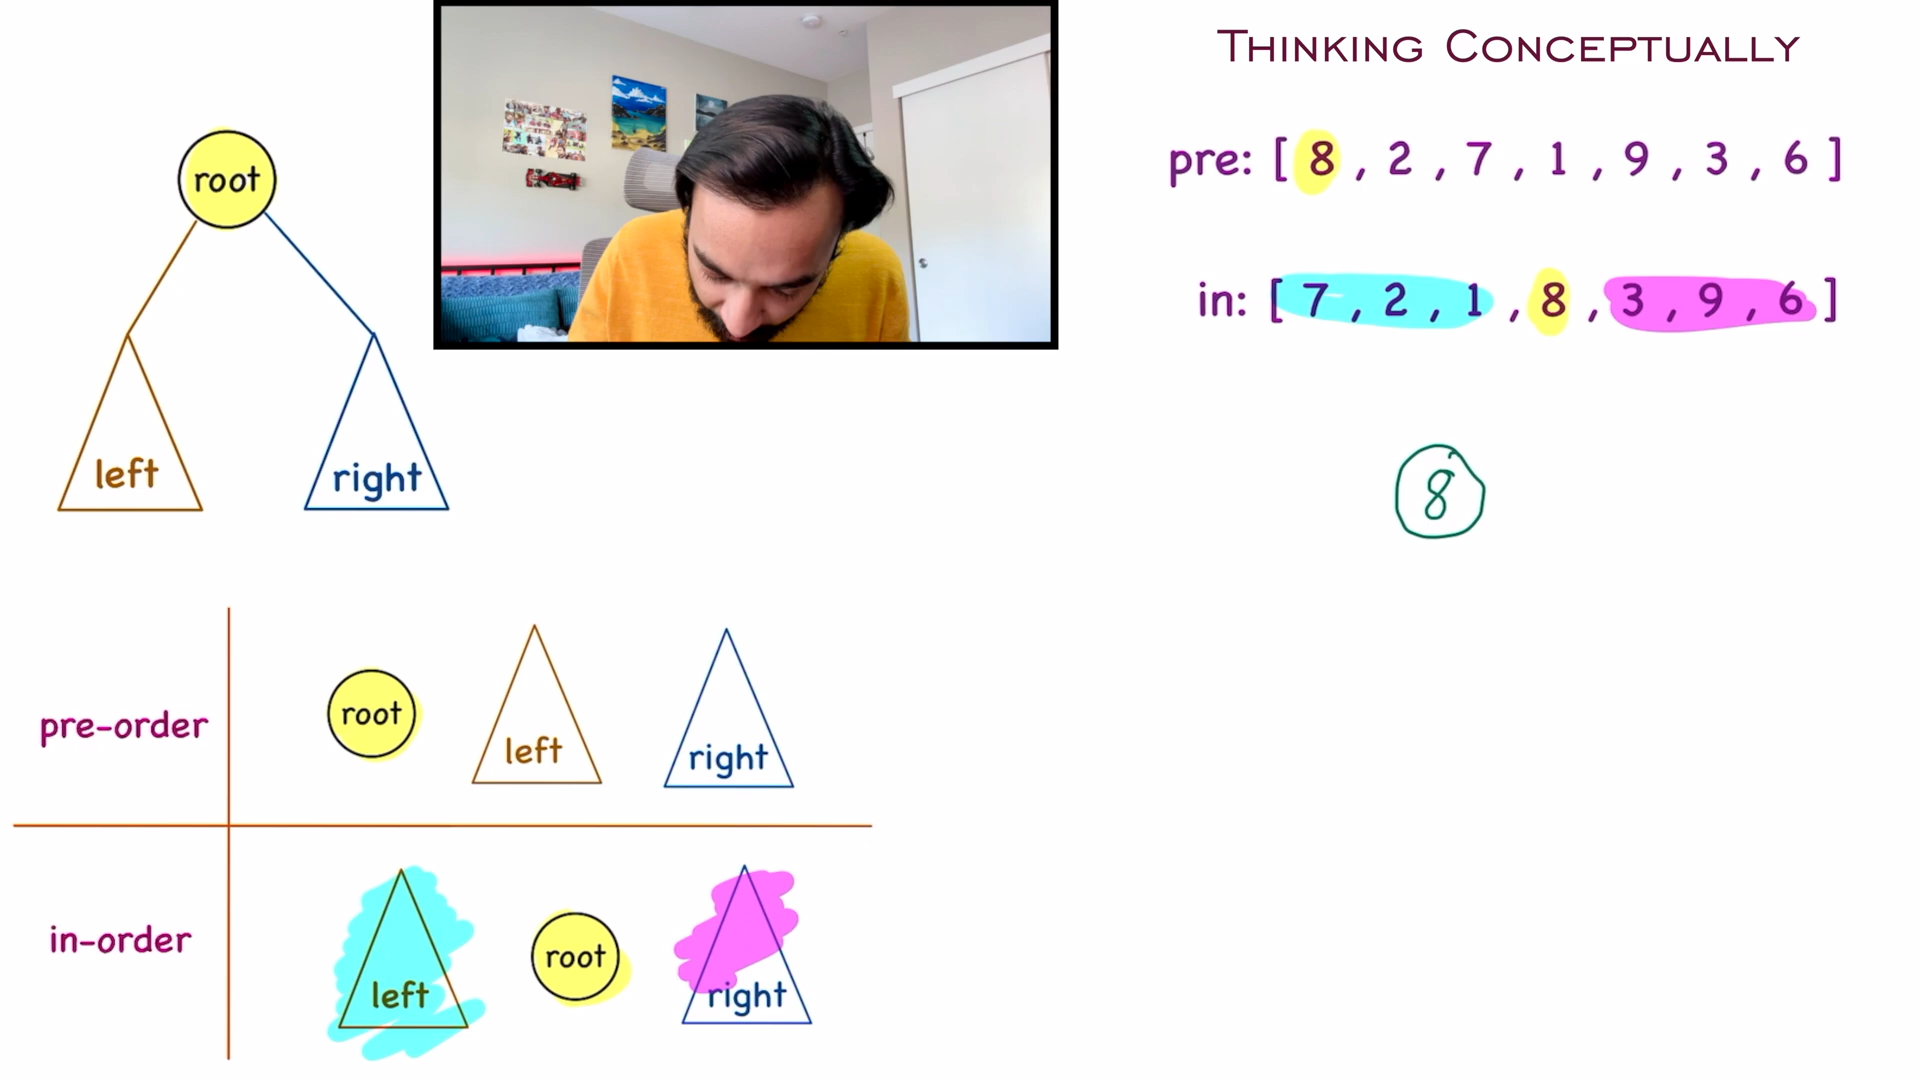 THINKING CONCEPTUALLY
pre: [ 8 , 2 , 7 , 1 , 9 , 3 , 6 ]
in: [ 7 , 2 , 1 , 8 , 3 , 9 , 6 ]
8
root
left
right
pre-order
root
left
right
in-order
left
root
right